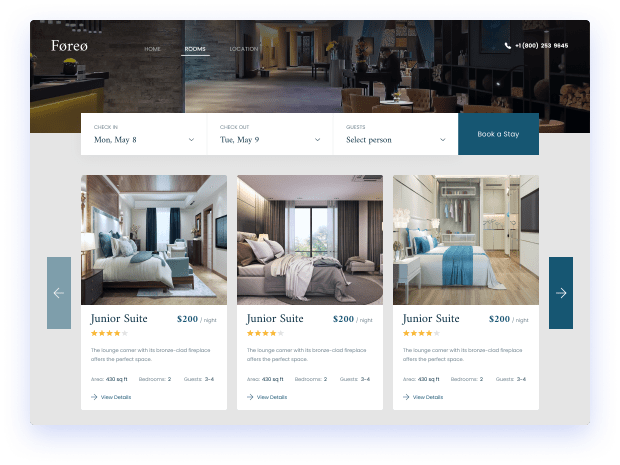 Føreø
HOME ROOMS LOCATION
+1 (800) 253 9645
CHECK IN
Mon, May 8
CHECK OUT
Tue, May 9
GUESTS
Select person
Book a Stay
Junior Suite $200 / night
The lounge corner with its bronze-clad fireplace
offers the perfect space.
Area: 430 sq ft Bedrooms: 2 Guests: 3-4
View Details
Junior Suite $200 / night
The lounge corner with its bronze-clad fireplace
offers the perfect space.
Area: 430 sq ft Bedrooms: 2 Guests: 3-4
View Details
Junior Suite $200 / night
The lounge corner with its bronze-clad fireplace
offers the perfect space.
Area: 430 sq ft Bedrooms: 2 Guests: 3-4
View Details